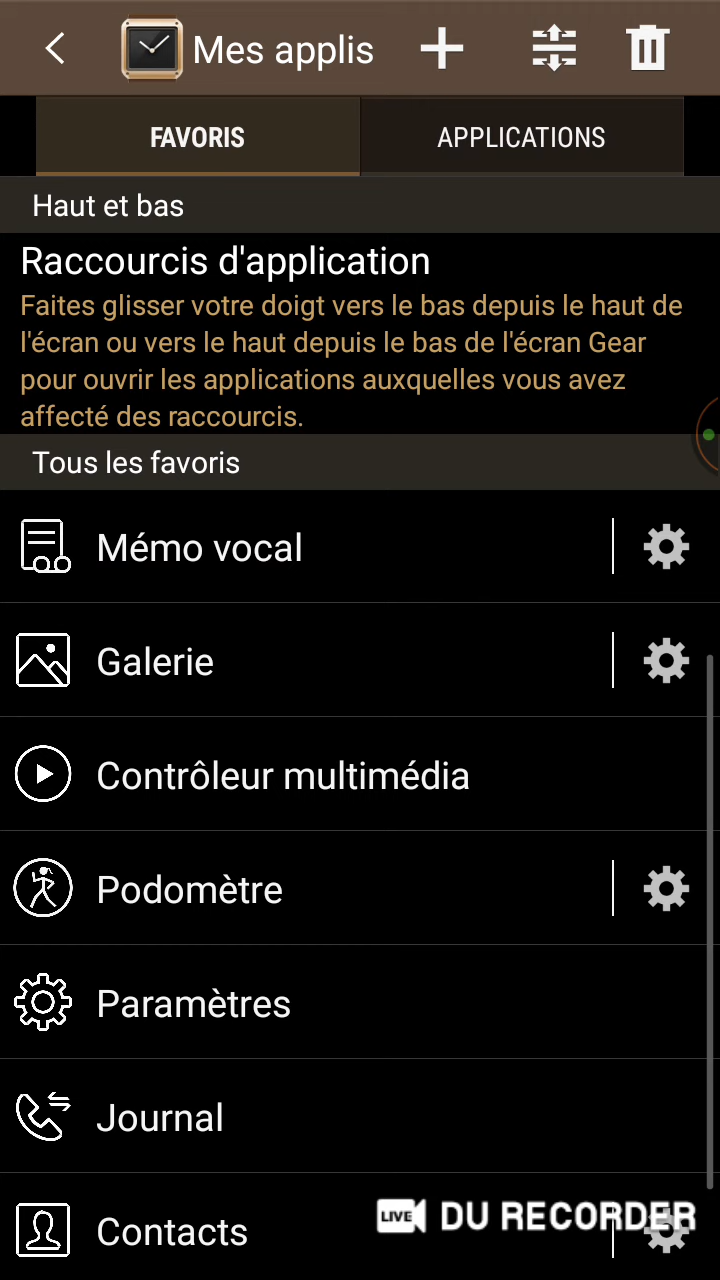 Mes applis
FAVORIS
APPLICATIONS
Haut et bas
Raccourcis d'application
Faites glisser votre doigt vers le bas depuis le haut de
l'écran ou vers le haut depuis le bas de l'écran Gear
pour ouvrir les applications auxquelles vous avez
affecté des raccourcis.
Tous les favoris
Mémo vocal
Galerie
Contrôleur multimédia
Podomètre
Paramètres
Journal
Contacts
LIVE DU RECORDER